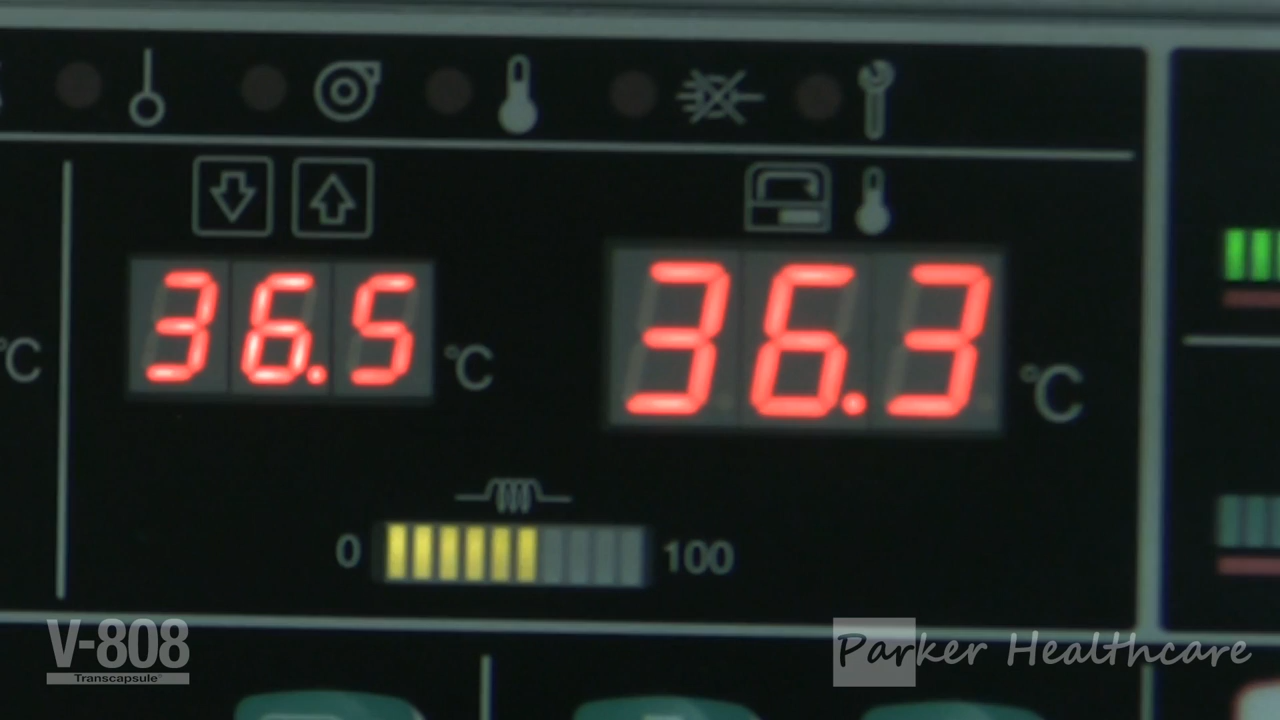 °C
36.5 °C
36.3 °C
0 100
V-808
Transcapsule®
Parker Healthcare